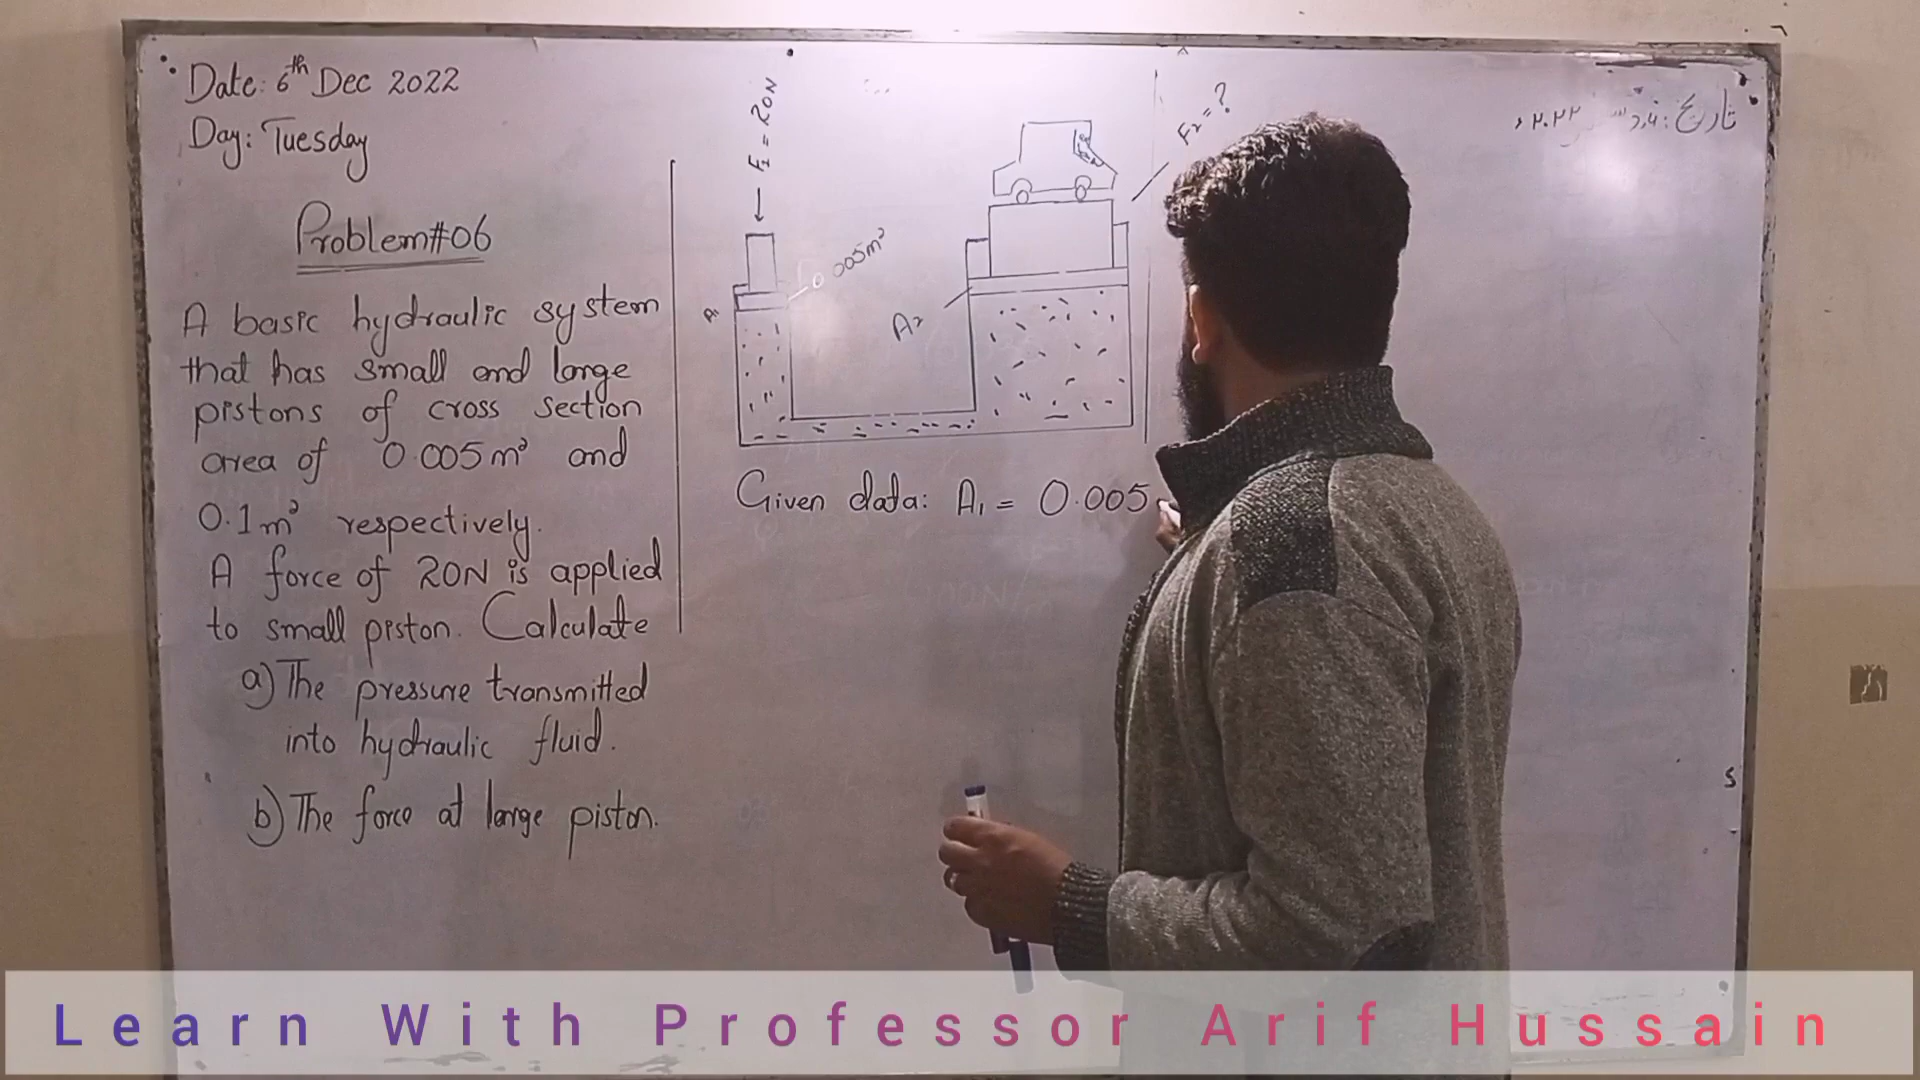 Date: 6th Dec 2022
Day: Tuesday
Problem#06
A basic hydraulic system
that has small and large
pistons of cross section
area of 0.005m² and
0.1m² respectively.
A force of 20N is applied
to small piston. Calculate
a) The pressure transmitted
into hydraulic fluid.
b) The force at large piston.
F₁ = 20N
0.005m²
A₁
A₂
F₂ = ?
Given data: A₁ = 0.005
تاریخ:
۲۰۲۲ء
s
Learn With Professor Arif Hussain